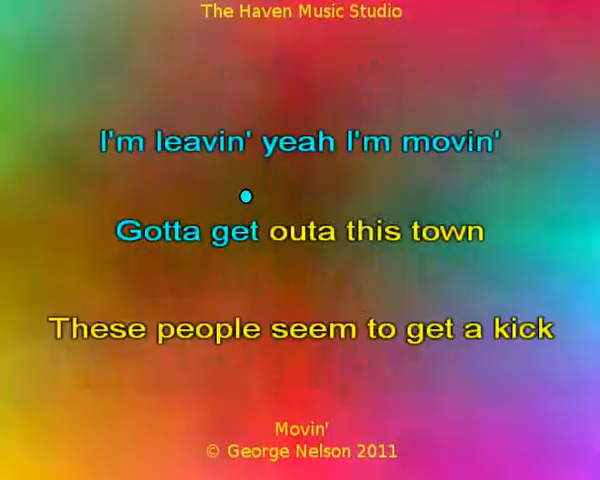 The Haven Music Studio
I'm leavin' yeah I'm movin'
Gotta get outa this town
These people seem to get a kick
Movin'
© George Nelson 2011